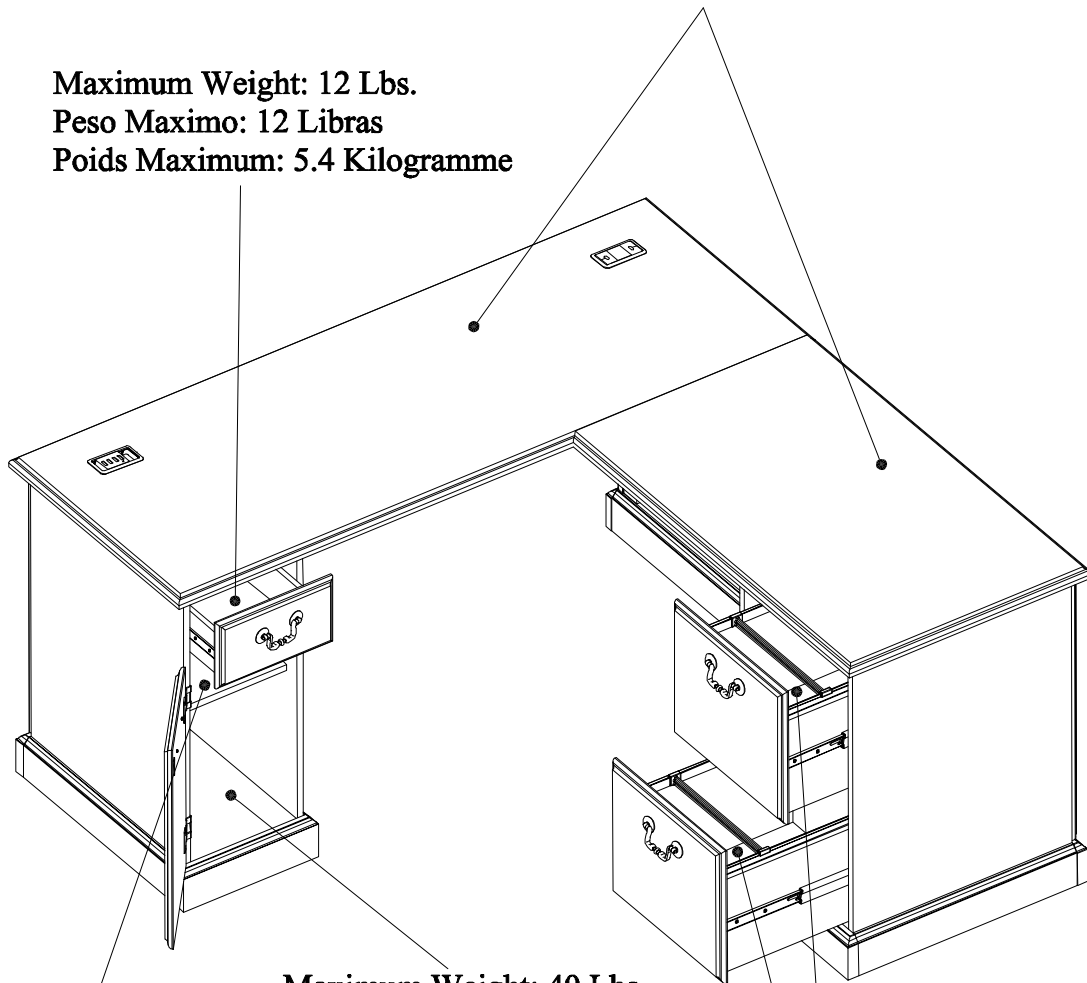 Maximum Weight: 12 Lbs.
Peso Maximo: 12 Libras
Poids Maximum: 5.4 Kilogramme
Maximum Weight: 40 Lbs